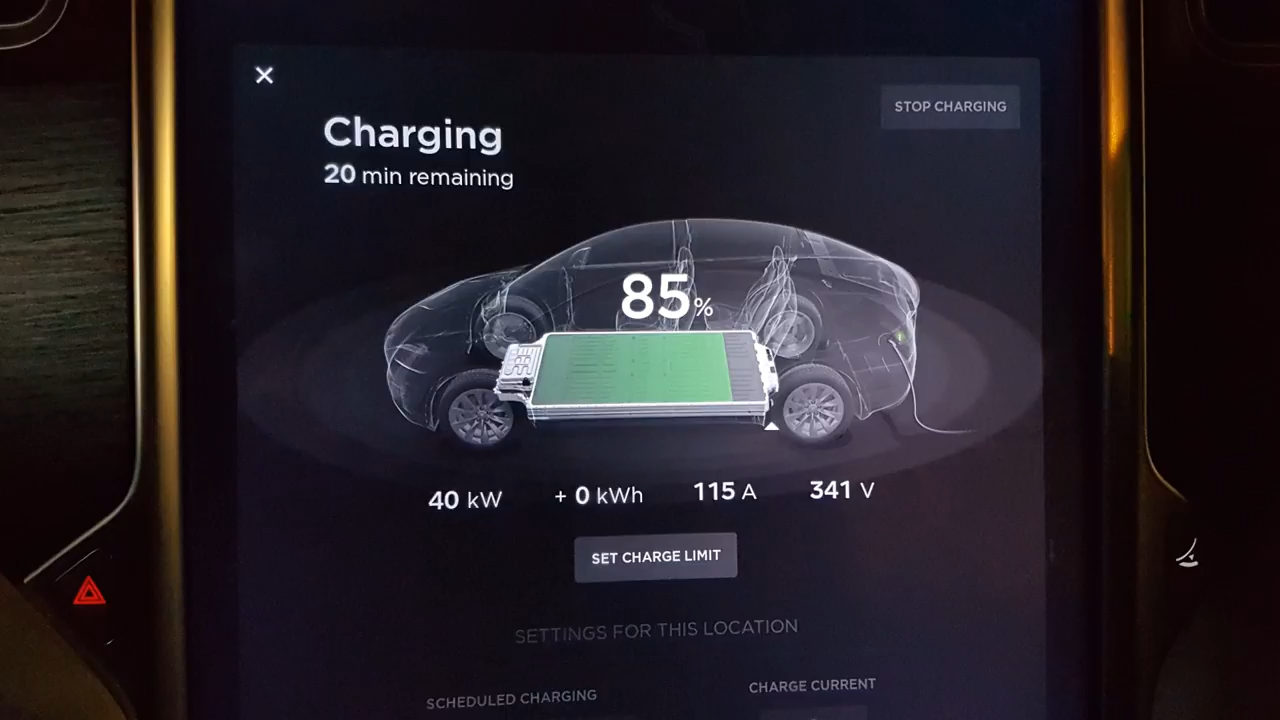 Charging
STOP CHARGING
20 min remaining
85%
40 kW + 0 kWh 115 A 341 V
SET CHARGE LIMIT
SETTINGS FOR THIS LOCATION
SCHEDULED CHARGING CHARGE CURRENT